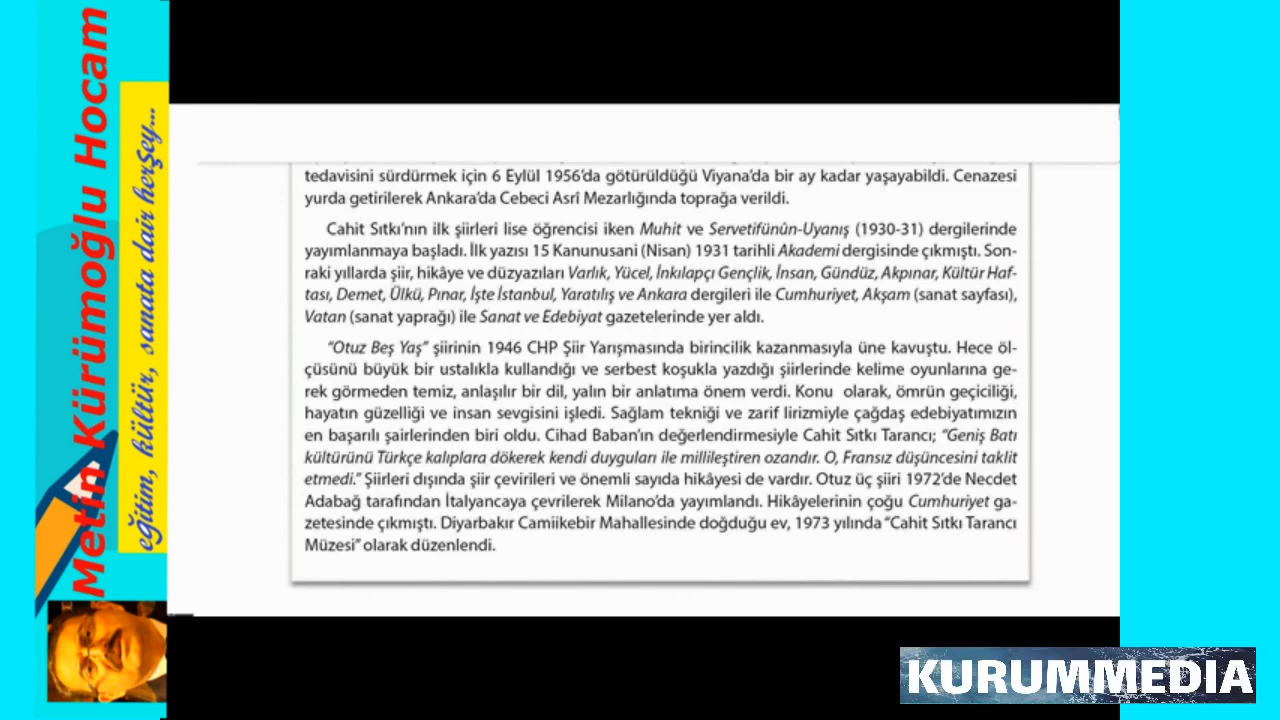 Metin Kürümoğlu Hocam
eğitim, kültür, sanata dair herşey...
tedavisini sürdürmek için 6 Eylül 1956’da götürüldüğü Viyana’da bir ay kadar yaşayabildi. Cenazesi
yurda getirilerek Ankara’da Cebeci Asrî Mezarlığında toprağa verildi.
Cahit Sıtkı’nın ilk şiirleri lise öğrencisi iken Muhit ve Servetifünûn-Uyanış (1930-31) dergilerinde
yayımlanmaya başladı. İlk yazısı 15 Kanunusani (Nisan) 1931 tarihli Akademi dergisinde çıkmıştı. Son-
raki yıllarda şiir, hikâye ve düzyazıları Varlık, Yücel, İnkılapçı Gençlik, İnsan, Gündüz, Akpınar, Kültür Haf-
tası, Demet, Ülkü, Pınar, İşte İstanbul, Yaratılış ve Ankara dergileri ile Cumhuriyet, Akşam (sanat sayfası),
Vatan (sanat yaprağı) ile Sanat ve Edebiyat gazetelerinde yer aldı.
“Otuz Beş Yaş” şiirinin 1946 CHP Şiir Yarışmasında birincilik kazanmasıyla üne kavuştu. Hece öl-
çüsünü büyük bir ustalıkla kullandığı ve serbest koşukla yazdığı şiirlerinde kelime oyunlarına ge-
rek görmeden temiz, anlaşılır bir dil, yalın bir anlatıma önem verdi. Konu olarak, ömrün geçiciliği,
hayatın güzelliği ve insan sevgisini işledi. Sağlam tekniği ve zarif lirizmiyle çağdaş edebiyatımızın
en başarılı şairlerinden biri oldu. Cihad Baban’ın değerlendirmesiyle Cahit Sıtkı Tarancı; “Geniş Batı
kültürünü Türkçe kalıplara dökerek kendi duyguları ile millîleştiren ozandır. O, Fransız düşüncesini taklit
etmedi.” Şiirleri dışında şiir çevirileri ve önemli sayıda hikâyesi de vardır. Otuz üç şiiri 1972’de Necdet
Adabağ tarafından İtalyancaya çevrilerek Milano’da yayımlandı. Hikâyelerinin çoğu Cumhuriyet ga-
zetesinde çıkmıştı. Diyarbakır Camiikebir Mahallesinde doğduğu ev, 1973 yılında “Cahit Sıtkı Tarancı
Müzesi” olarak düzenlendi.
KURUMMEDIA